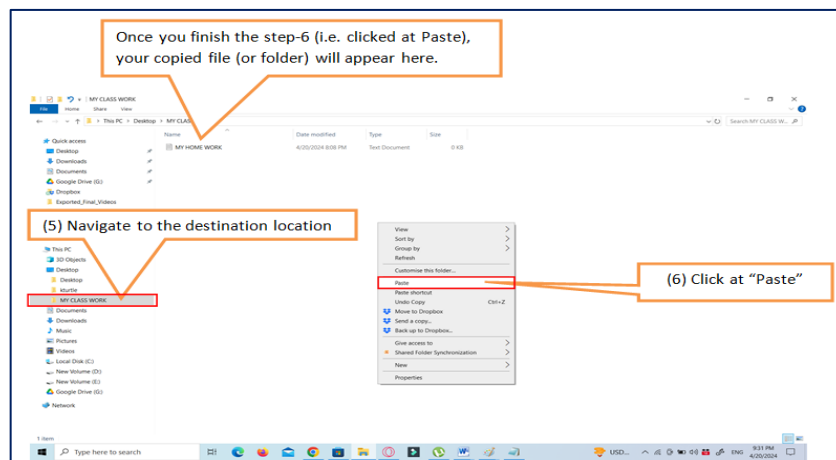 Once you finish the step-6 (i.e. clicked at Paste),
your copied file (or folder) will appear here.
MY CLASS WORK
File Home Share View
This PC > Desktop > MY CLAS
Search MY CLASS W...
Name Date modified Type Size
MY HOME WORK 4/20/2024 8:08 PM Text Document 0 KB
Quick access
Desktop
Downloads
Documents
Google Drive (G:)
Dropbox
Exported_Final_Videos
(5) Navigate to the destination location
This PC
3D Objects
Desktop
Desktop
kturtle
MY CLASS WORK
Documents
Downloads
Music
Pictures
Videos
Local Disk (C:)
New Volume (D:)
New Volume (E:)
Google Drive (G:)
Network
View
Sort by
Group by
Refresh
Customise this folder...
Paste
Paste shortcut
Undo Copy Ctrl+Z
Move to Dropbox
Send a copy...
Back up to Dropbox...
Give access to
Shared Folder Synchronization
New
Properties
(6) Click at “Paste”
1 item
Type here to search
USD...
ENG
9:31 PM
4/20/2024